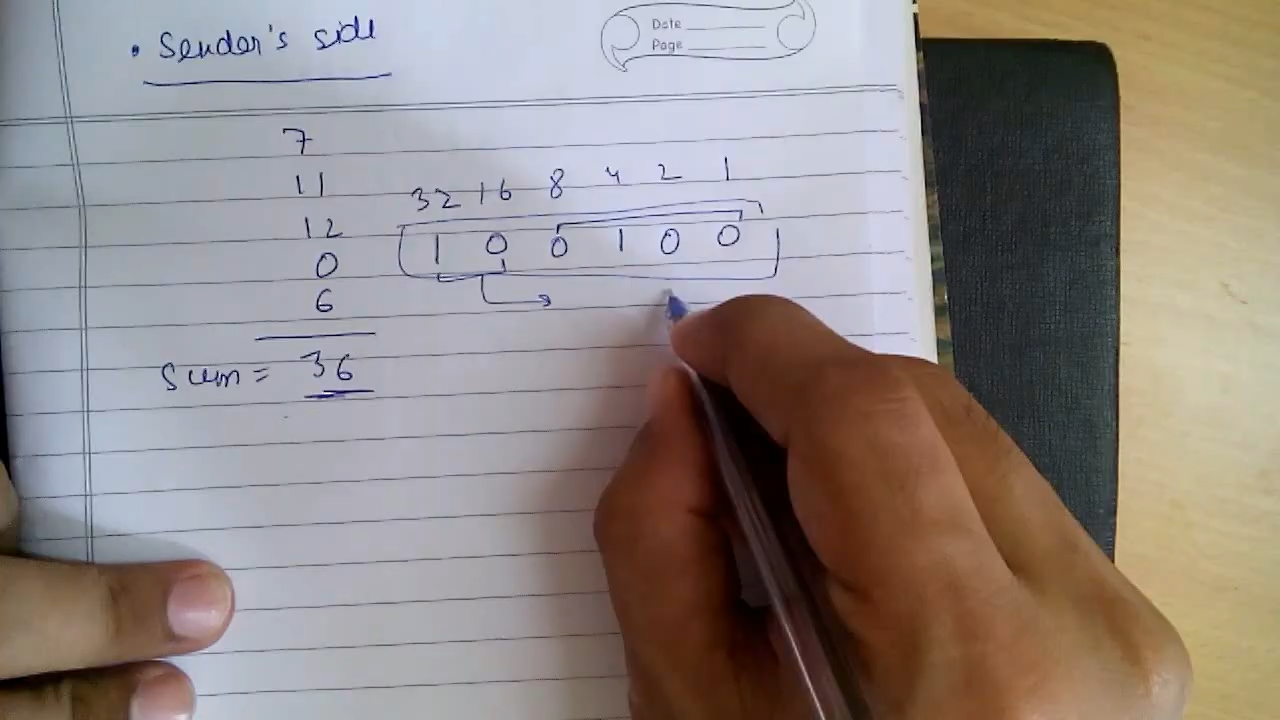 • Sender's side
Date
Page
7
11
12
0
6
Sum = 36
32 16 8 4 2 1
1 0 0 1 0 0